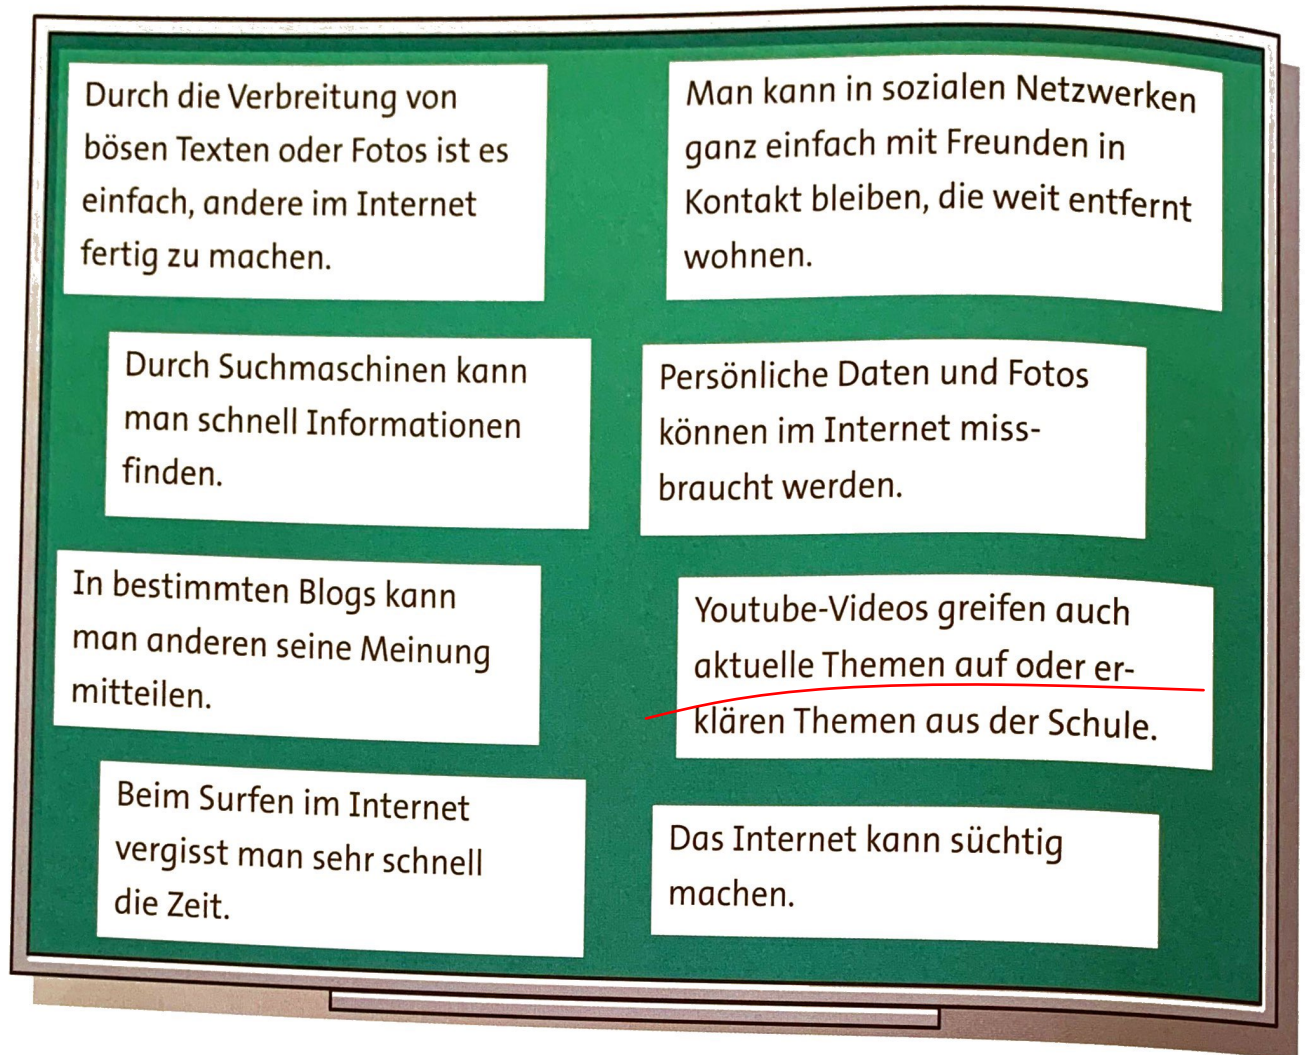 Durch die Verbreitung von
bösen Texten oder Fotos ist es
einfach, andere im Internet
fertig zu machen.
Man kann in sozialen Netzwerken
ganz einfach mit Freunden in
Kontakt bleiben, die weit entfernt
wohnen.
Durch Suchmaschinen kann
man schnell Informationen
finden.
Persönliche Daten und Fotos
können im Internet miss-
braucht werden.
In bestimmten Blogs kann
man anderen seine Meinung
mitteilen.
Youtube-Videos greifen auch
aktuelle Themen auf oder er-
klären Themen aus der Schule.
Beim Surfen im Internet
vergisst man sehr schnell
die Zeit.
Das Internet kann süchtig
machen.